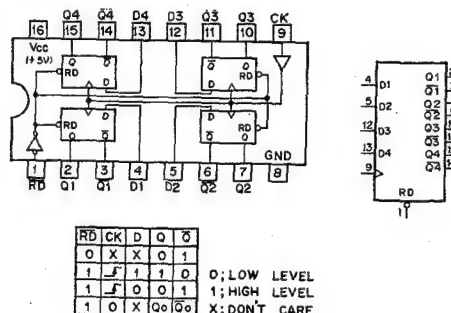 Q4 Q̅4̅ D4 D3 Q̅3̅ Q3 CK
16 15 14 13 12 11 10 9
Vcc
(+5V)
Q Q̅ D
RD
Q̅ Q
RD
D
D
RD
Q Q̅
D
RD
Q̅ Q
GND
1 2 3 4 5 6 7 8
R̅D̅ Q1 Q̅1̅ D1 D2 Q̅2̅ Q2
4 D1 Q1
Q̅1̅
5 D2 Q2
Q̅2̅
12 D3 Q3
Q̅3̅
13 D4 Q4
Q̅4̅
9
RD
1
R̅D̅ CK D Q Q̅
0 X X 0 1
1 1 1 0
1 0 0 1
1 0 X Qo Q̅o̅
0; LOW LEVEL
1; HIGH LEVEL
X; DON'T CARE